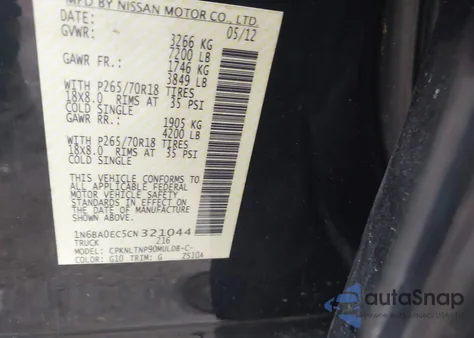 MFD BY NISSAN MOTOR CO., LTD.
DATE: 05/12
GVWR: 3266 KG
7200 LB
GAWR FR: 1746 KG
3849 LB
WITH P265/70R18 TIRES
18X8.0 RIMS AT 35 PSI
COLD SINGLE
GAWR RR: 1905 KG
4200 LB
WITH P265/70R18 TIRES
18X8.0 RIMS AT 35 PSI
COLD SINGLE
THIS VEHICLE CONFORMS TO
ALL APPLICABLE FEDERAL
MOTOR VEHICLE SAFETY
STANDARDS IN EFFECT ON
THE DATE OF MANUFACTURE
SHOWN ABOVE.
1N6BA0EC5CN321044
TRUCK 216
MODEL: CPKNLTNP90MULDB-C-
COLOR: G10 TRIM: G ZS10A
autoSnap